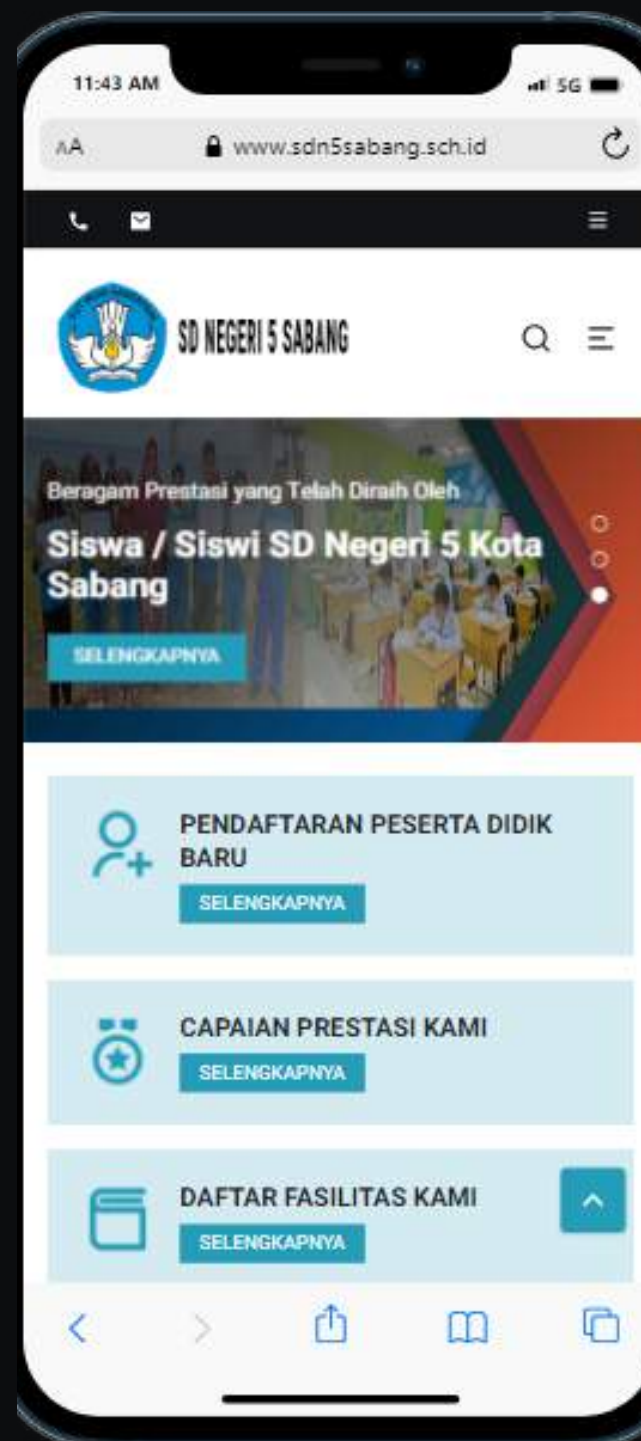 11:43 AM
5G
AA
www.sdn5sabang.sch.id
SD NEGERI 5 SABANG
Beragam Prestasi yang Telah Diraih Oleh
Siswa / Siswi SD Negeri 5 Kota
Sabang
SELENGKAPNYA
PENDAFTARAN PESERTA DIDIK
BARU
SELENGKAPNYA
CAPAIAN PRESTASI KAMI
SELENGKAPNYA
DAFTAR FASILITAS KAMI
SELENGKAPNYA